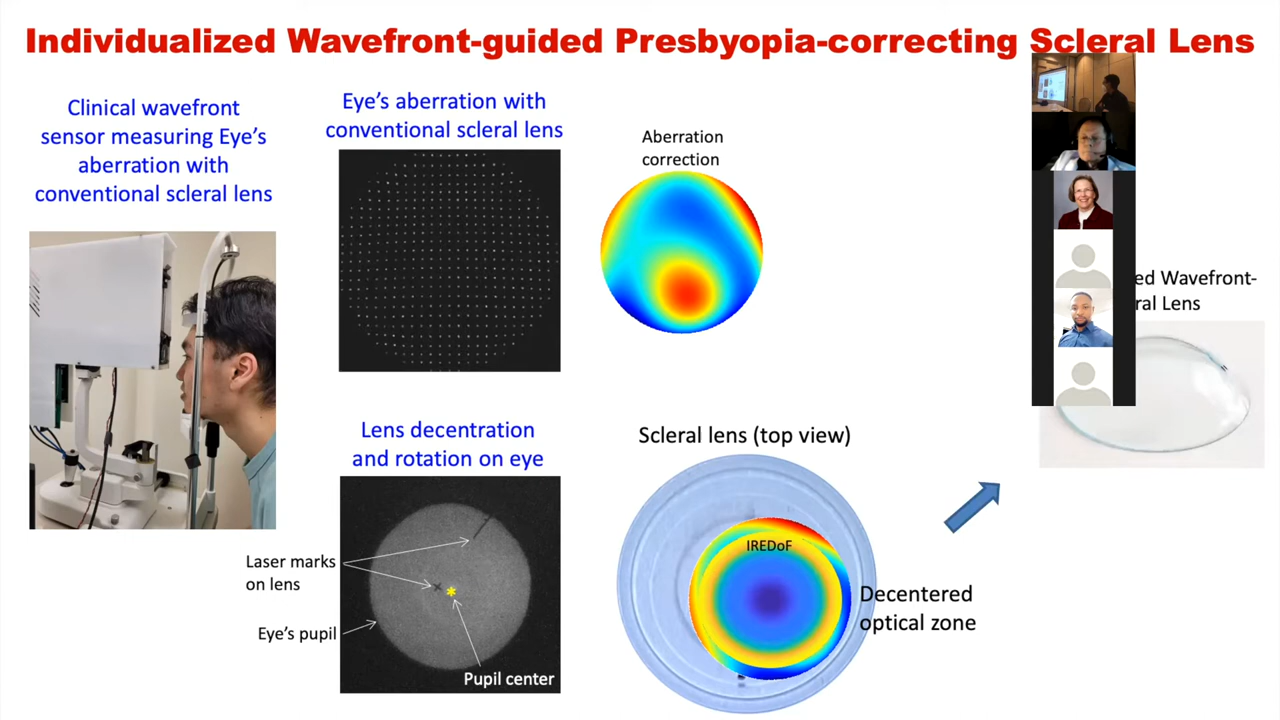 Individualized Wavefront-guided Presbyopia-correcting Scleral Lens
Clinical wavefront
sensor measuring Eye's
aberration with
conventional scleral lens
Eye's aberration with
conventional scleral lens
Aberration
correction
Lens decentration
and rotation on eye
Laser marks
on lens
Eye's pupil
Pupil center
Scleral lens (top view)
IREDoF
Decentered
optical zone
ed Wavefront-
ral Lens